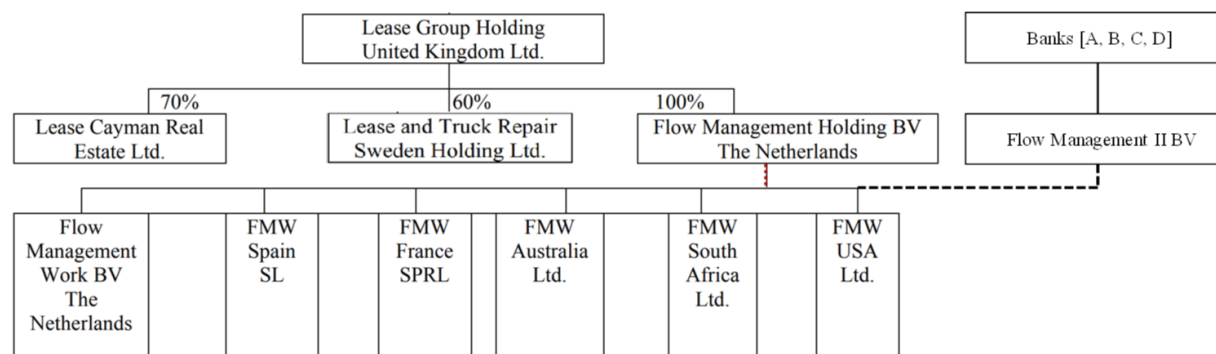 Lease Group Holding
United Kingdom Ltd.
Banks [A, B, C, D]
70%
60%
100%
Lease Cayman Real
Estate Ltd.
Lease and Truck Repair
Sweden Holding Ltd.
Flow Management Holding BV
The Netherlands
Flow Management II BV
Flow
Management
Work BV
The
Netherlands
FMW
Spain
SL
FMW
France
SPRL
FMW
Australia
Ltd.
FMW
South
Africa
Ltd.
FMW
USA
Ltd.